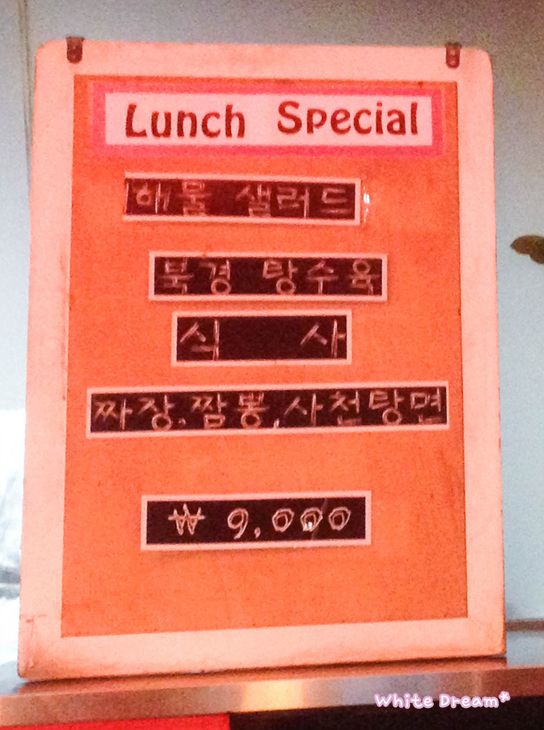 Lunch Special
해물 샐러드
북경 탕수육
식 사
짜장.짬뽕,사천탕면
₩ 9,000
White Dream*